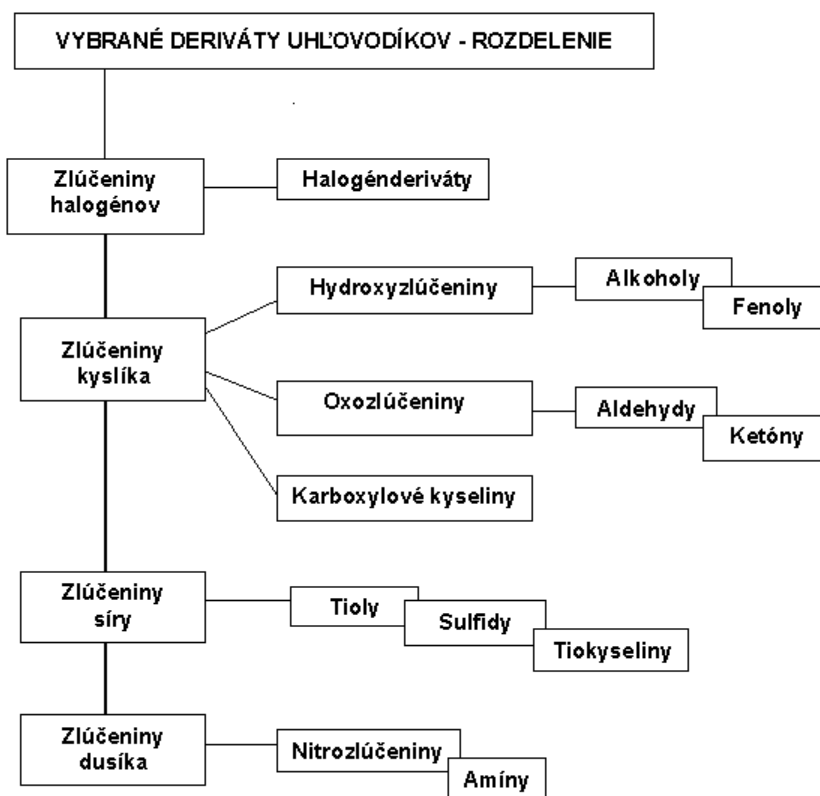 VYBRANÉ DERIVÁTY UHĽOVODÍKOV - ROZDELENIE
Zlúčeniny
halogénov
Halogénderiváty
Zlúčeniny
kyslíka
Hydroxyzlúčeniny
Alkoholy
Fenoly
Oxozlúčeniny
Aldehydy
Ketóny
Karboxylové kyseliny
Zlúčeniny
síry
Tioly
Sulfidy
Tiokyseliny
Zlúčeniny
dusíka
Nitrozlúčeniny
Amíny